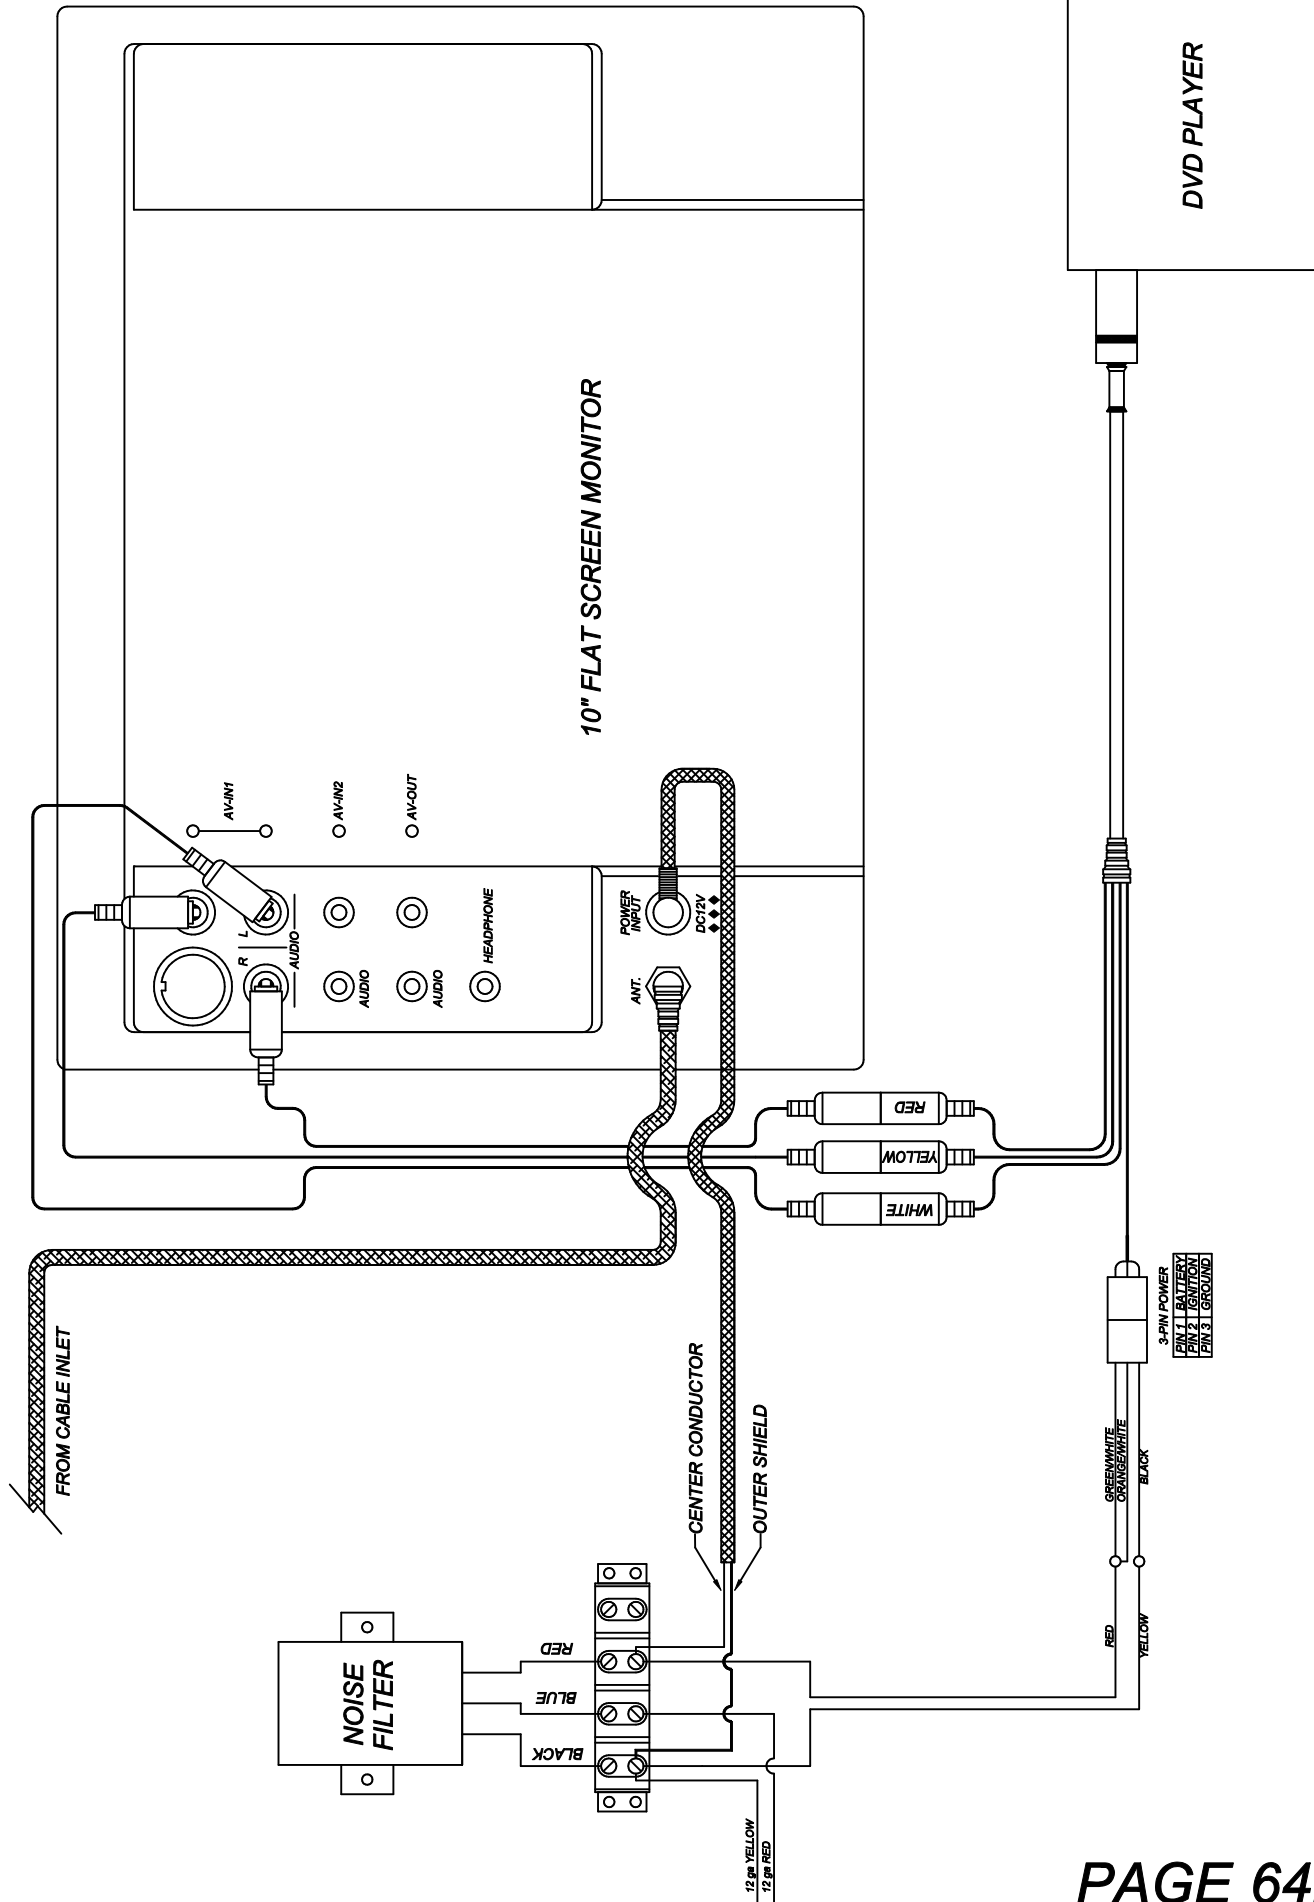 DVD PLAYER
10" FLAT SCREEN MONITOR
AV-IN1
AV-IN2
AV-OUT
L
R
AUDIO
AUDIO
AUDIO
HEADPHONE
POWER
INPUT
DC12V
ANT.
RED
YELLOW
WHITE
FROM CABLE INLET
3-PIN POWER
PIN 1 BATTERY
PIN 2 IGNITION
PIN 3 GROUND
CENTER CONDUCTOR
OUTER SHIELD
GREEN/WHITE
ORANGE/WHITE
BLACK
RED
YELLOW
NOISE
FILTER
RED
BLUE
BLACK
12 ga YELLOW
12 ga RED
PAGE 64